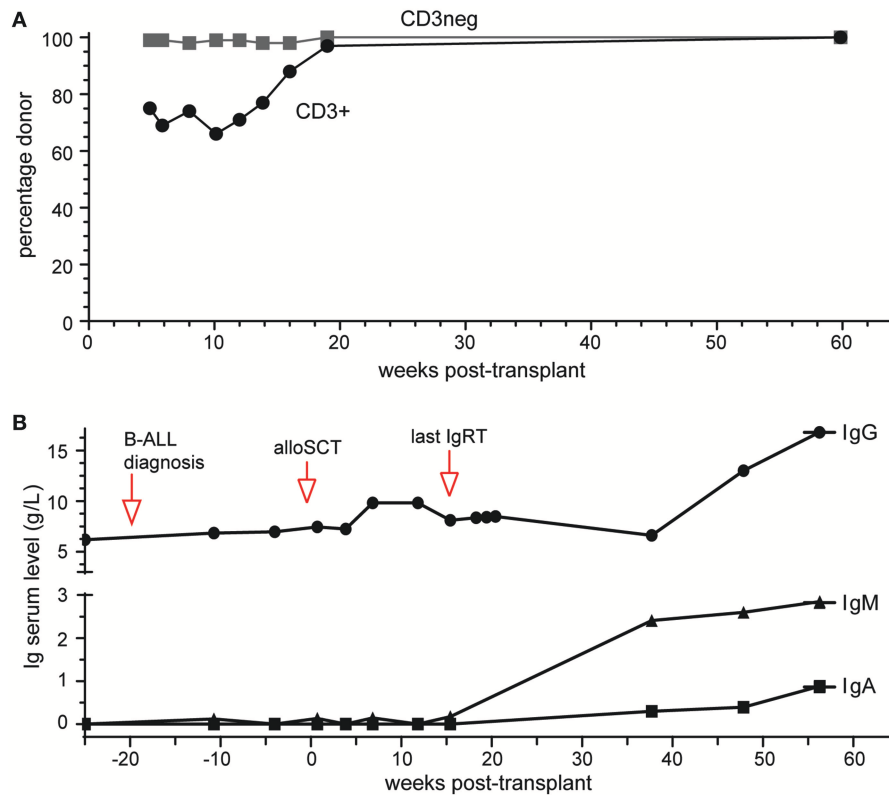 A
CD3neg
100
80
60
40
20
0
percentage donor
CD3+
0 10 20 30 40 50 60
weeks post-transplant
B
B-ALL
diagnosis
alloSCT
last IgRT
IgG
IgM
IgA
15
10
5
3
2
1
0
Ig serum level (g/L)
-20 -10 0 10 20 30 40 50 60
weeks post-transplant